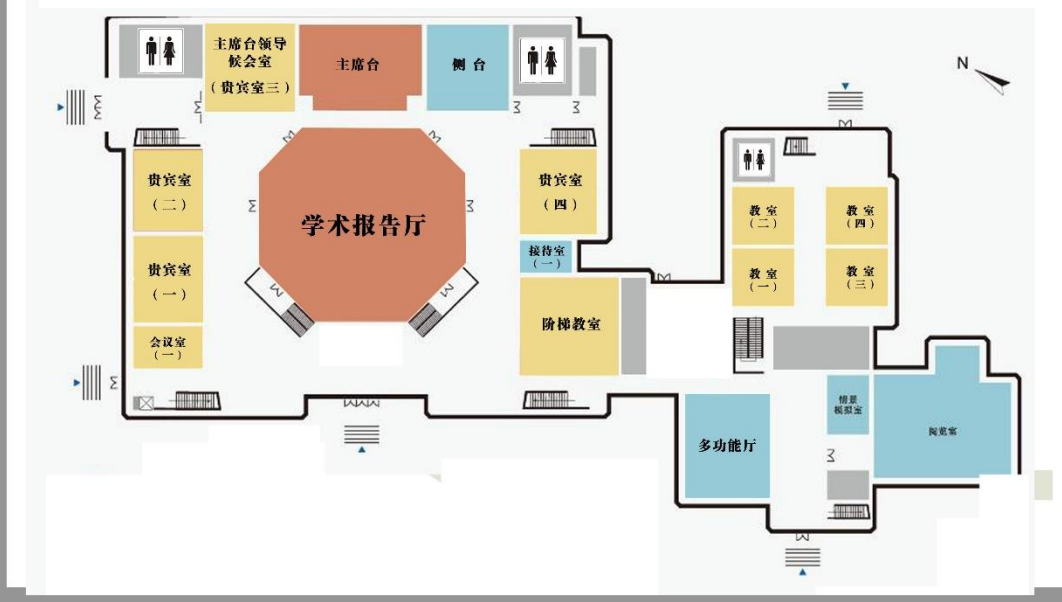 主席台领导
候会室
（贵宾室三）
主席台
侧 台
N
贵宾室
（二）
学术报告厅
贵宾室
（四）
教 室
（二）
教 室
（四）
接待室
（一）
贵宾室
（一）
教 室
（一）
教 室
（三）
阶梯教室
会议室
（一）
情景
模拟室
多功能厅
阅览室